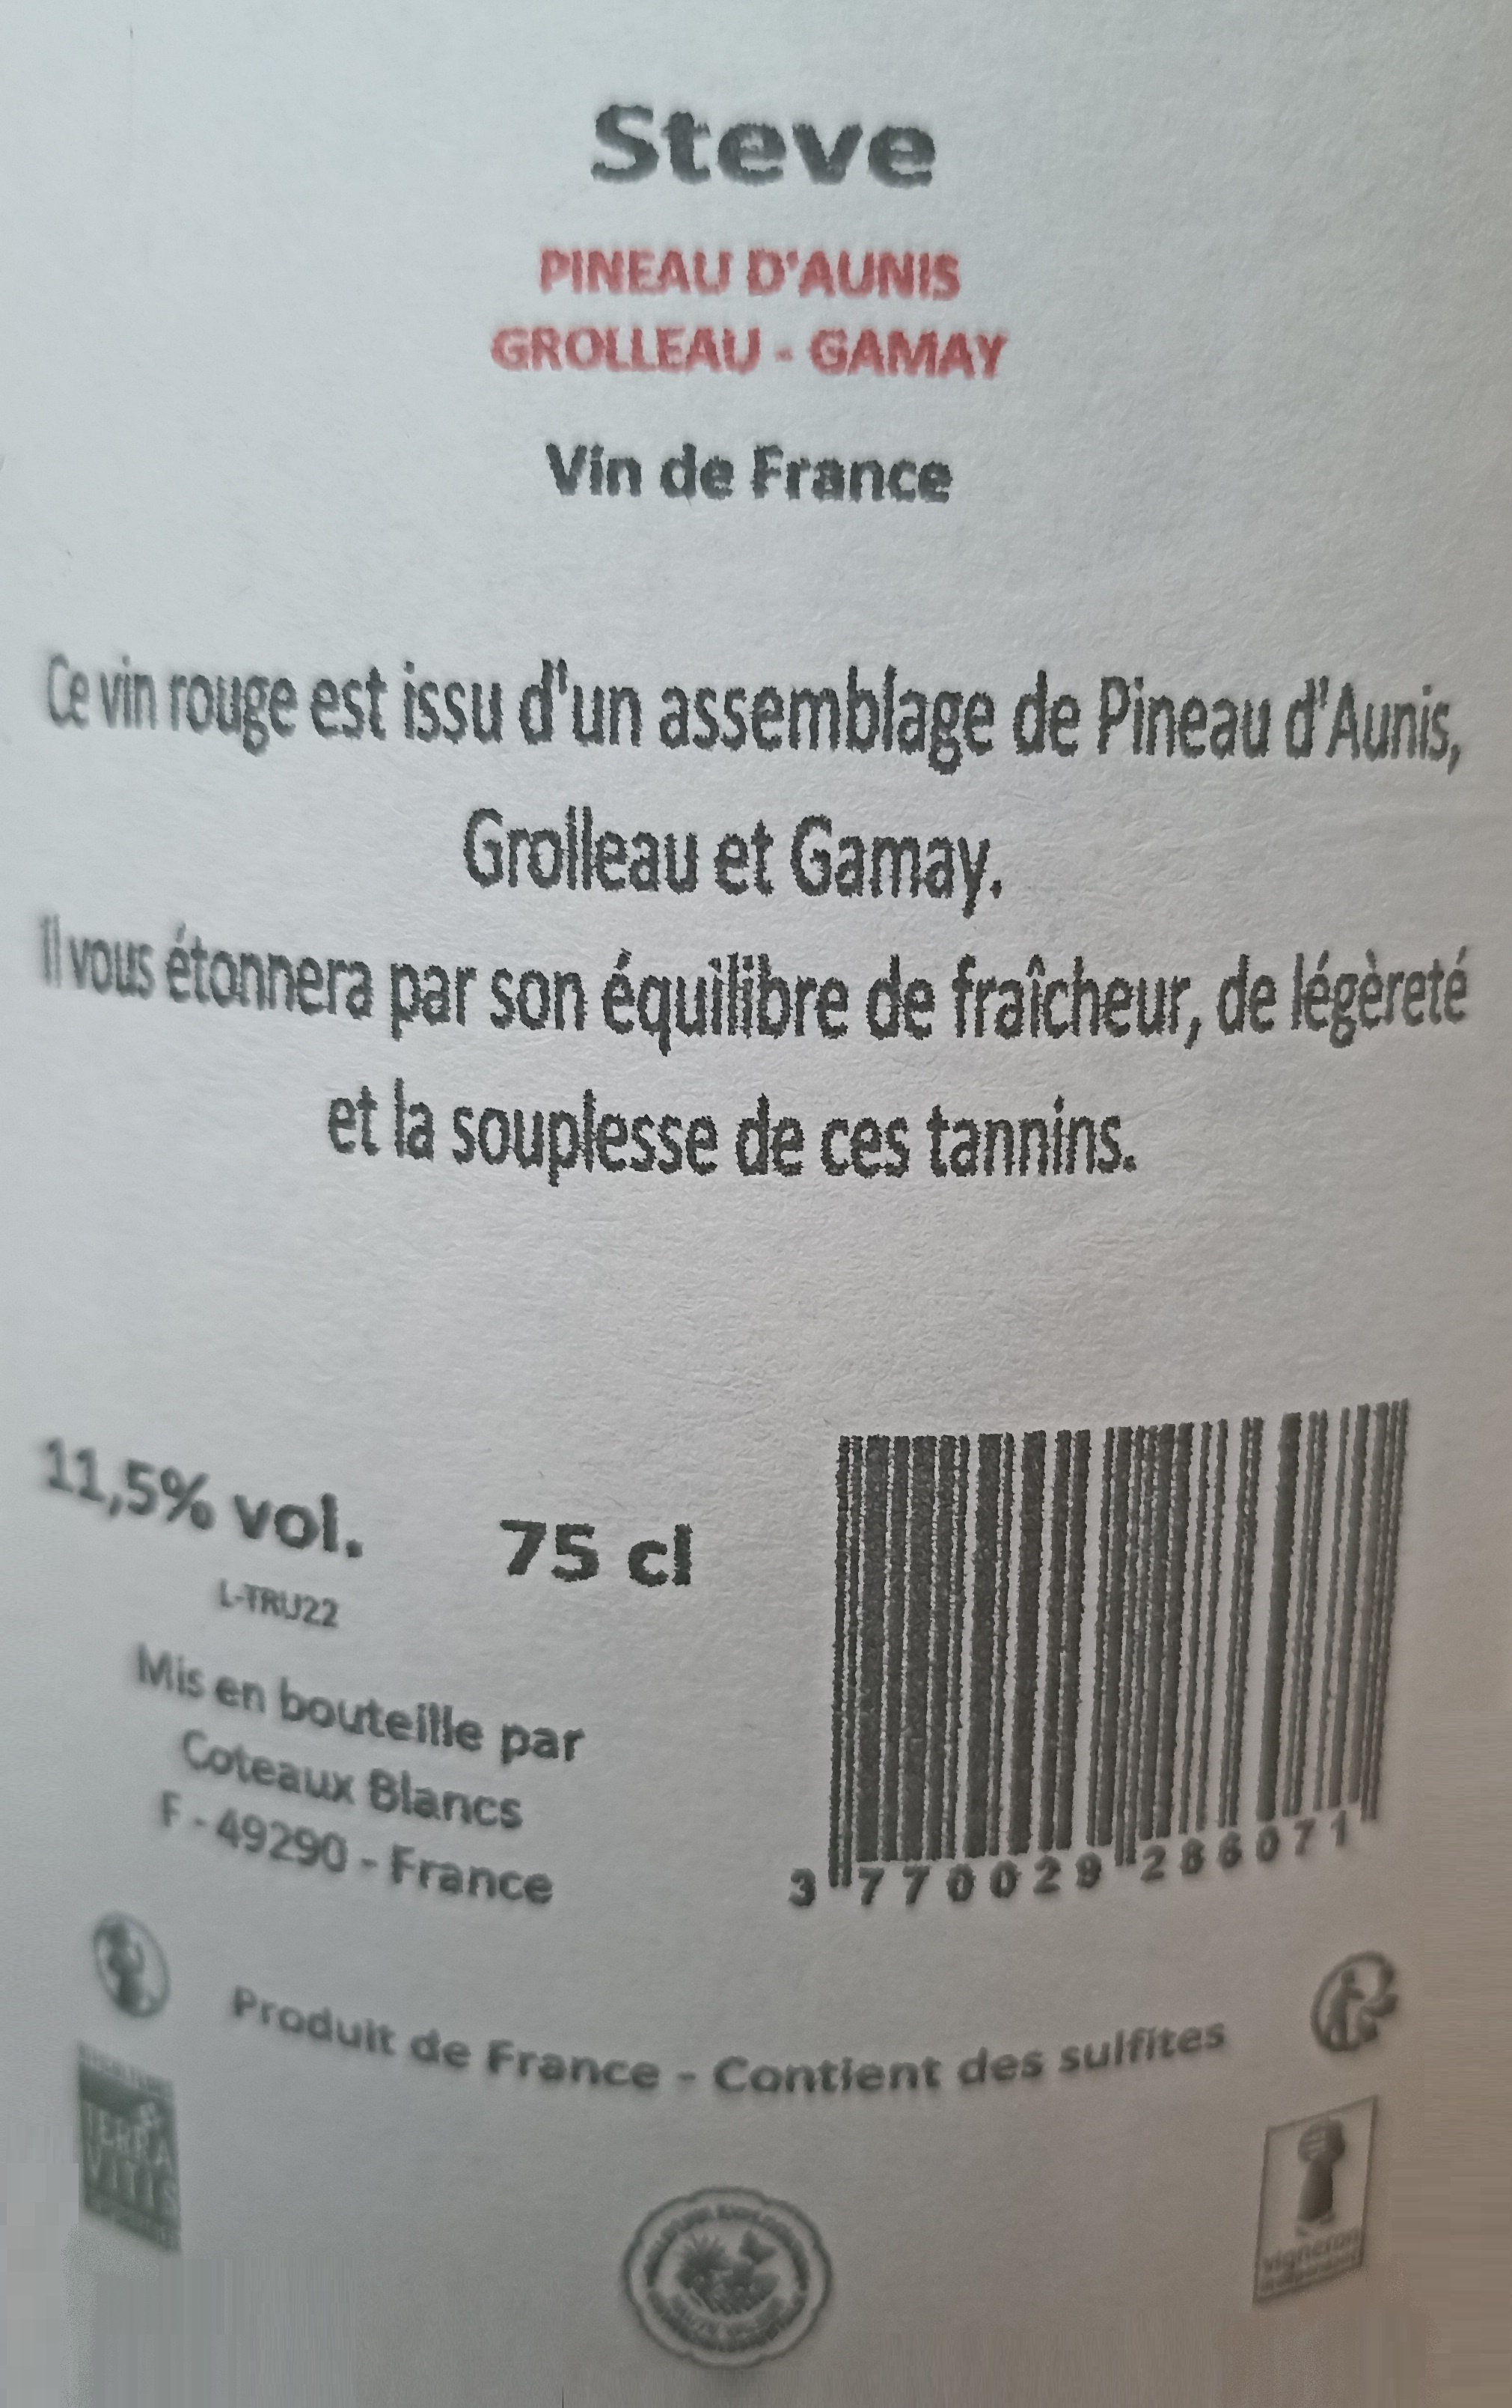 Steve
PINEAU D'AUNIS
GROLLEAU - GAMAY
Vin de France
Ce vin rouge est issu d'un assemblage de Pineau d'Aunis,
Grolleau et Gamay.
Il vous étonnera par son équilibre de fraîcheur, de légèreté
et la souplesse de ces tannins.
11,5% vol.
75 cl
L-TRU22
Mis en bouteille par
Coteaux Blancs
F - 49290 - France
3 770029 286071
Produit de France - Contient des sulfites
TERRA
VITIS
Vigneron